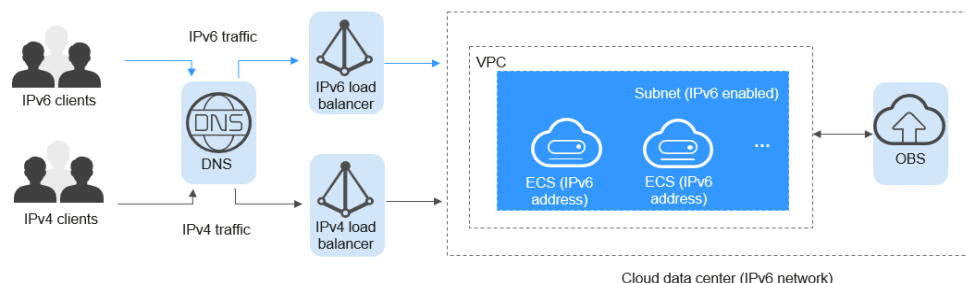 IPv6 clients
IPv6 traffic
DNS
DNS
IPv6 load
balancer
IPv4 clients
IPv4 traffic
IPv4 load
balancer
VPC
Subnet (IPv6 enabled)
ECS (IPv6
address)
ECS (IPv6
address)
...
OBS
Cloud data center (IPv6 network)